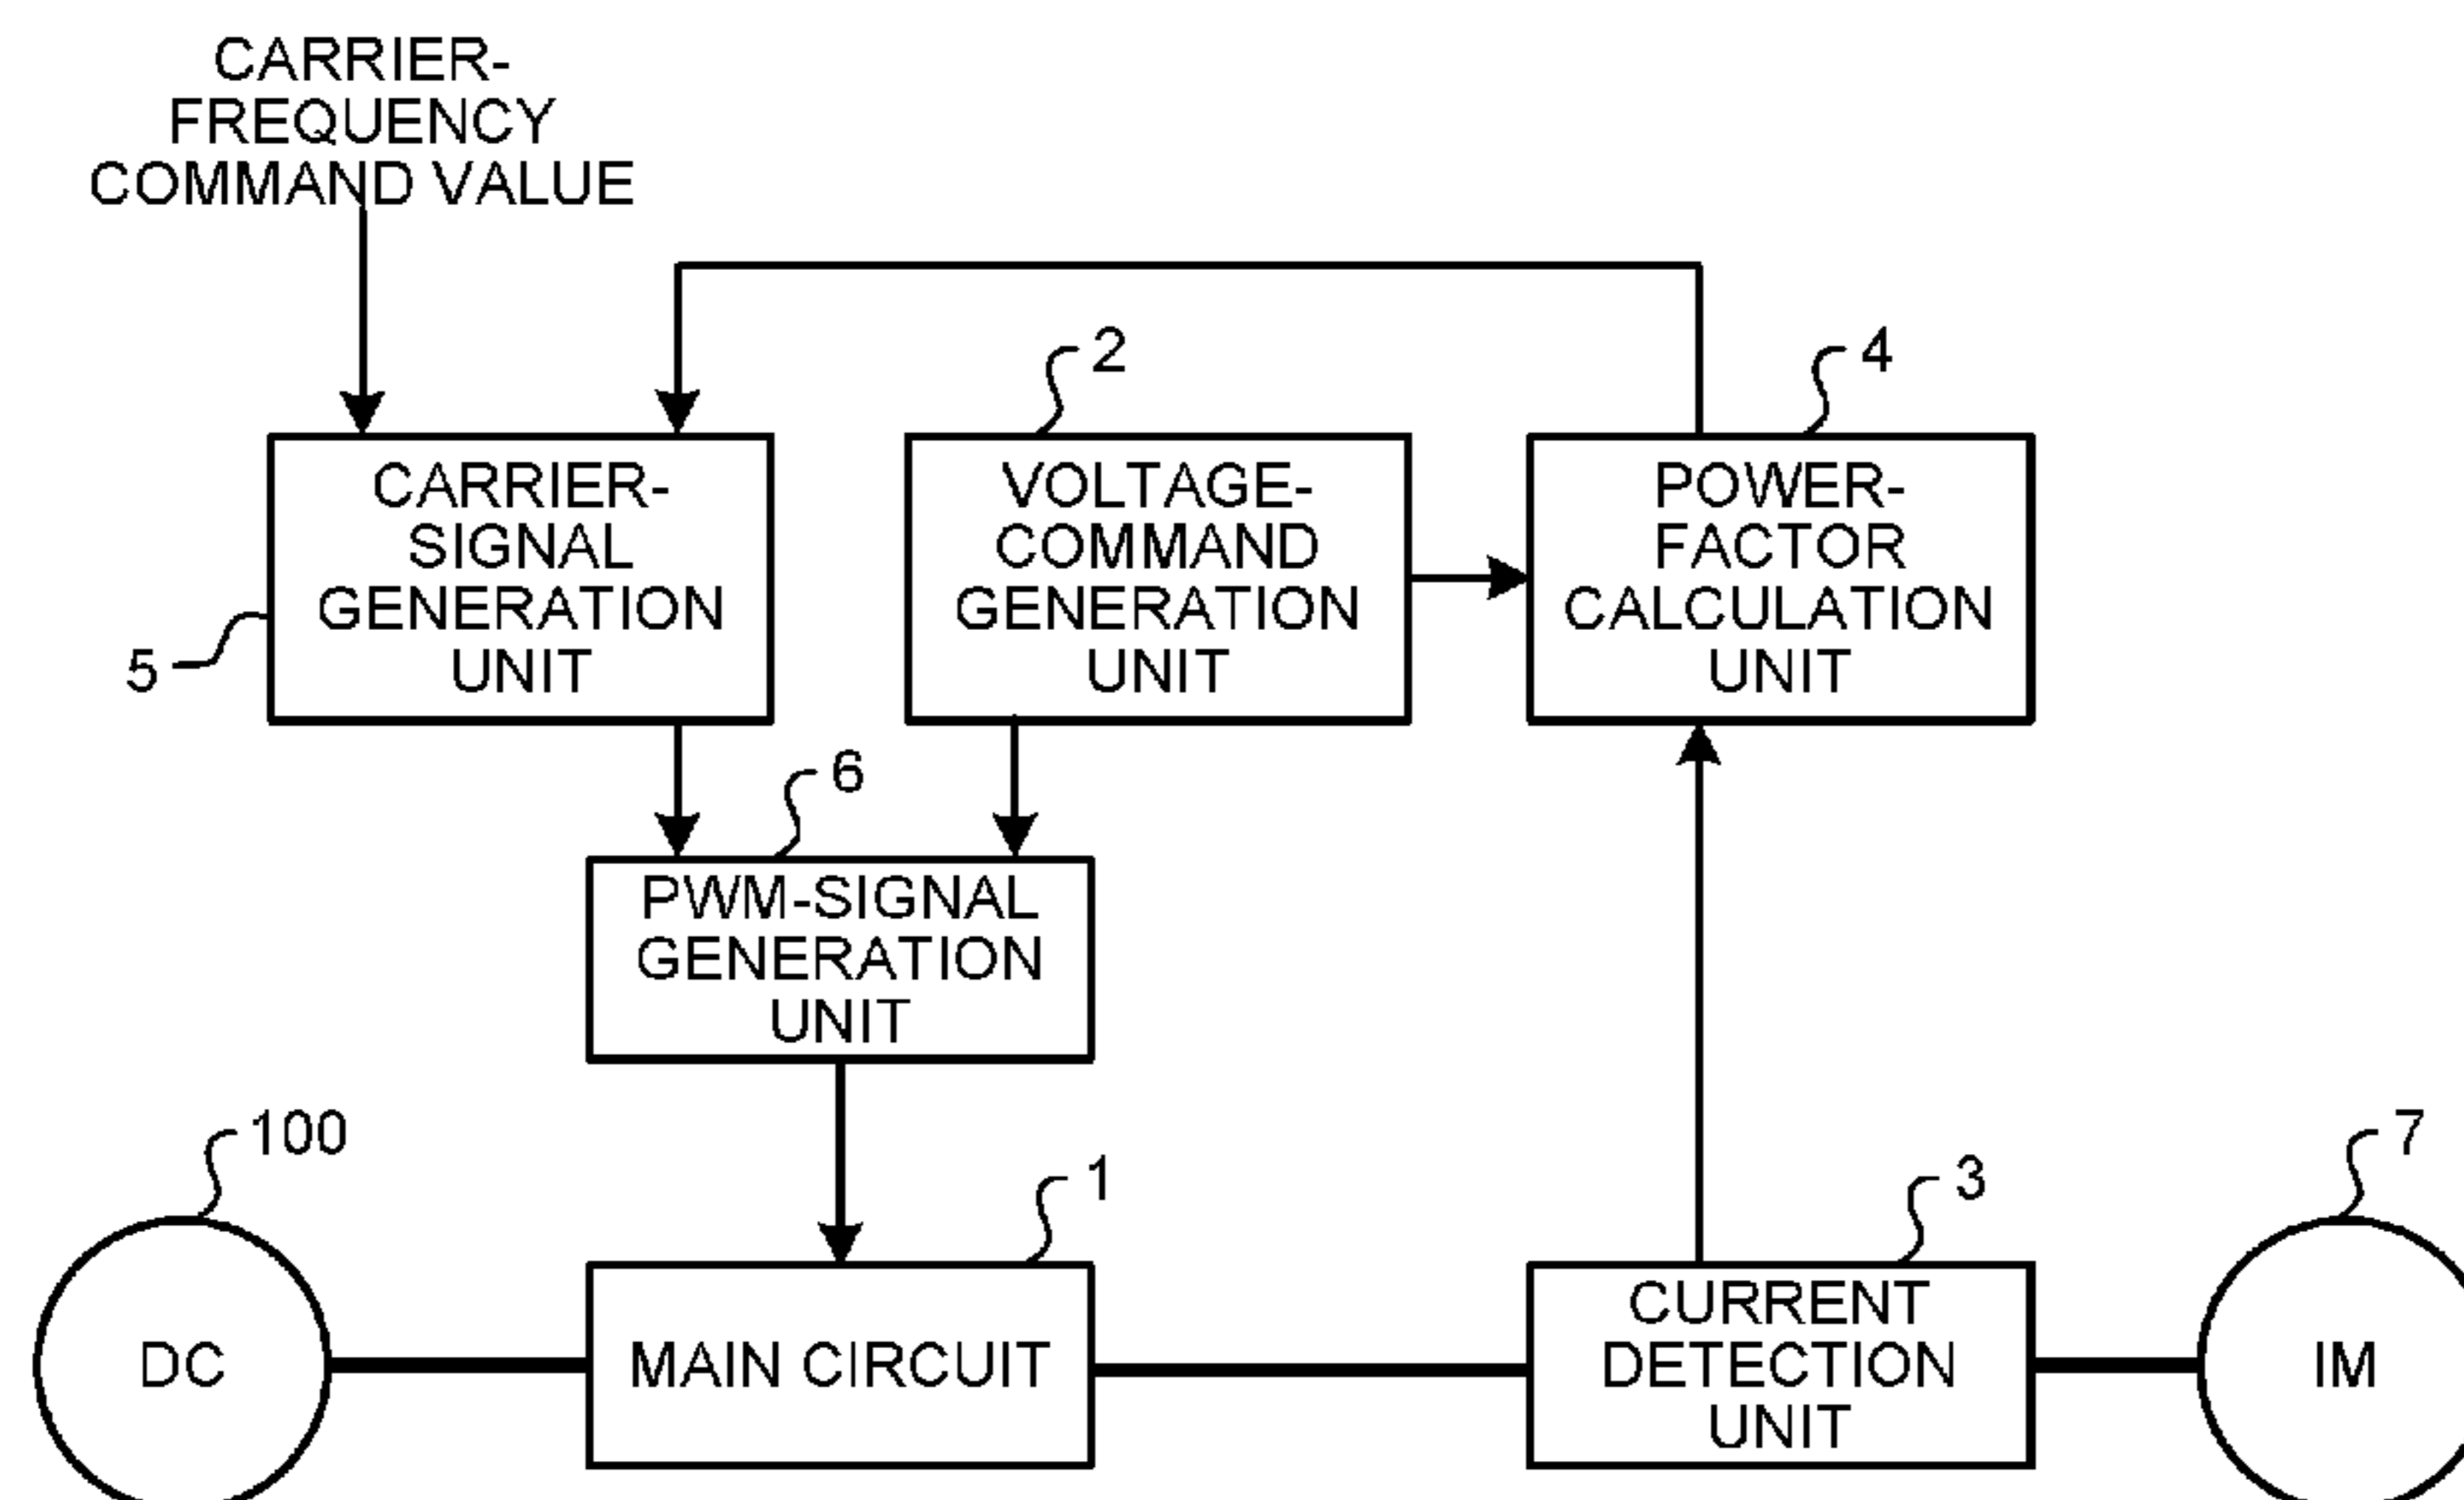 CARRIER-
FREQUENCY
COMMAND VALUE
2
4
CARRIER-
SIGNAL
GENERATION
UNIT
VOLTAGE-
COMMAND
GENERATION
UNIT
POWER-
FACTOR
CALCULATION
UNIT
5
6
PWM-SIGNAL
GENERATION
UNIT
100
1
3
7
DC
MAIN CIRCUIT
CURRENT
DETECTION
UNIT
IM